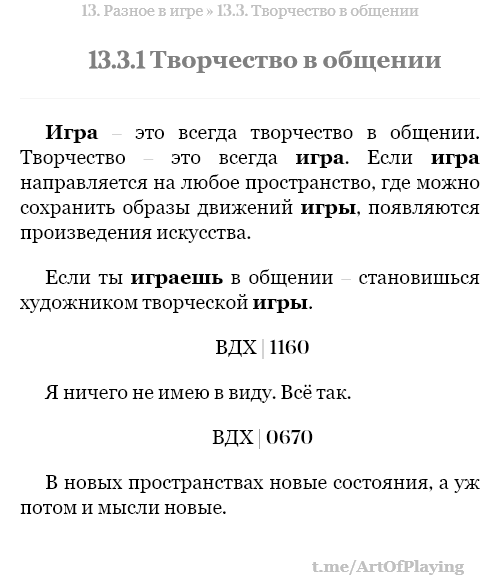 13. Разное в игре » 13.3. Творчество в общении
13.3.1 Творчество в общении
Игра – это всегда творчество в общении.
Творчество – это всегда игра. Если игра
направляется на любое пространство, где можно
сохранить образы движений игры, появляются
произведения искусства.
Если ты играешь в общении – становишься
художником творческой игры.
ВДХ | 1160
Я ничего не имею в виду. Всё так.
ВДХ | 0670
В новых пространствах новые состояния, а уж
потом и мысли новые.
t.me/ArtOfPlaying